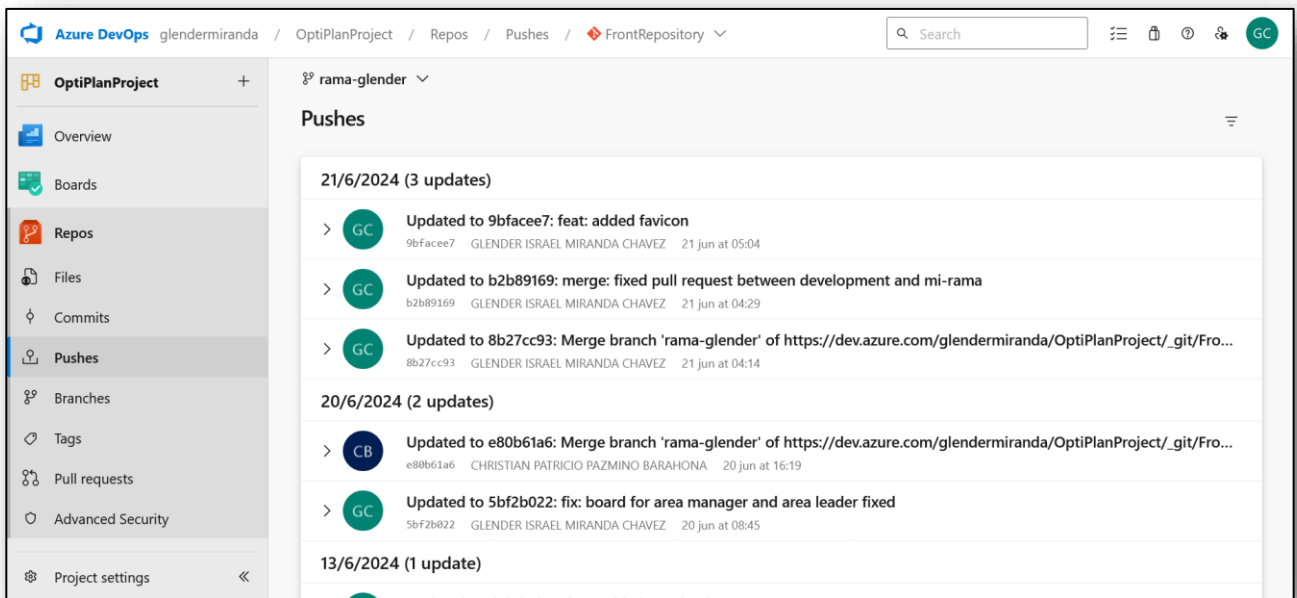 Azure DevOps glendermiranda / OptiPlanProject / Repos / Pushes / FrontRepository
Search
GC
OptiPlanProject +
Overview
Boards
Repos
Files
Commits
Pushes
Branches
Tags
Pull requests
Advanced Security
Project settings
rama-glender
Pushes
21/6/2024 (3 updates)
GC
Updated to 9bfacee7: feat: added favicon
9bfacee7 GLENDER ISRAEL MIRANDA CHAVEZ 21 jun at 05:04
GC
Updated to b2b89169: merge: fixed pull request between development and mi-rama
b2b89169 GLENDER ISRAEL MIRANDA CHAVEZ 21 jun at 04:29
GC
Updated to 8b27cc93: Merge branch 'rama-glender' of https://dev.azure.com/glendermiranda/OptiPlanProject/_git/Fro...
8b27cc93 GLENDER ISRAEL MIRANDA CHAVEZ 21 jun at 04:14
20/6/2024 (2 updates)
CB
Updated to e80b61a6: Merge branch 'rama-glender' of https://dev.azure.com/glendermiranda/OptiPlanProject/_git/Fro...
e80b61a6 CHRISTIAN PATRICIO PAZMINO BARAHONA 20 jun at 16:19
GC
Updated to 5bf2b022: fix: board for area manager and area leader fixed
5bf2b022 GLENDER ISRAEL MIRANDA CHAVEZ 20 jun at 08:45
13/6/2024 (1 update)